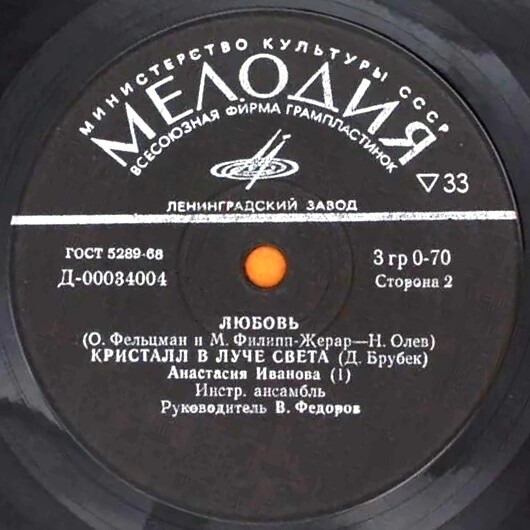 МИНИСТЕРСТВО КУЛЬТУРЫ СССР
МЕЛОДИЯ
ВСЕСОЮЗНАЯ ФИРМА ГРАМПЛАСТИНОК
ЛЕНИНГРАДСКИЙ ЗАВОД
▽33
ГОСТ 5289-68
Д-00034004
3 гр 0-70
Сторона 2
ЛЮБОВЬ
(О. Фельцман и М. Филипп-Жерар—Н. Олев)
КРИСТАЛЛ В ЛУЧЕ СВЕТА (Д. Брубек)
Анастасия Иванова (1)
Инстр. ансамбль
Руководитель В. Федоров